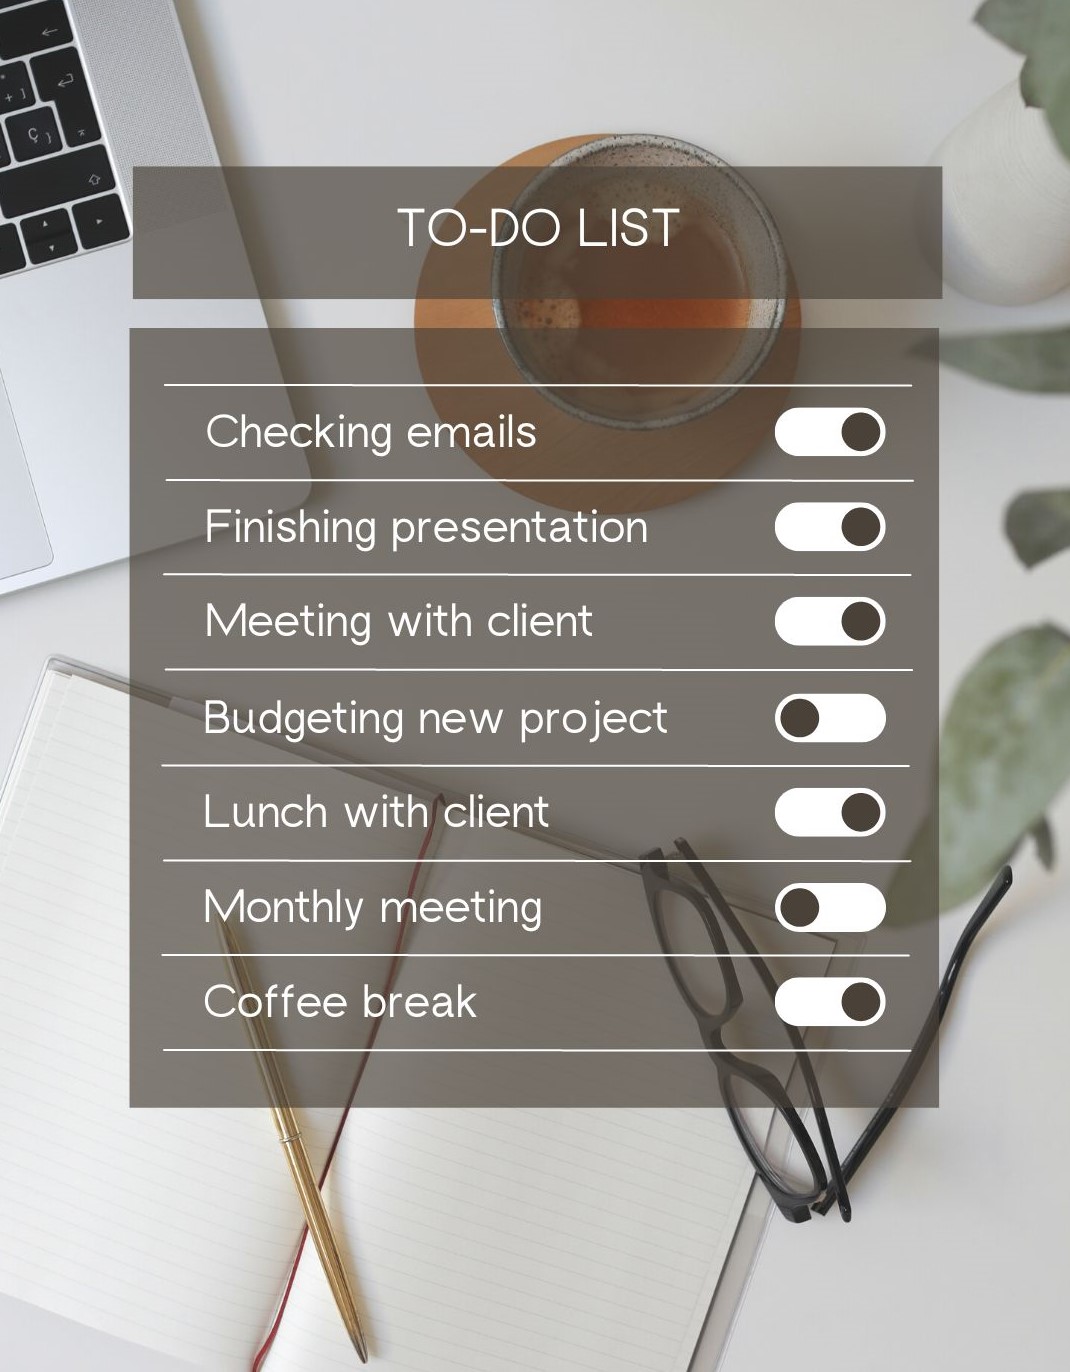 TO-DO LIST
Checking emails
Finishing presentation
Meeting with client
Budgeting new project
Lunch with client
Monthly meeting
Coffee break